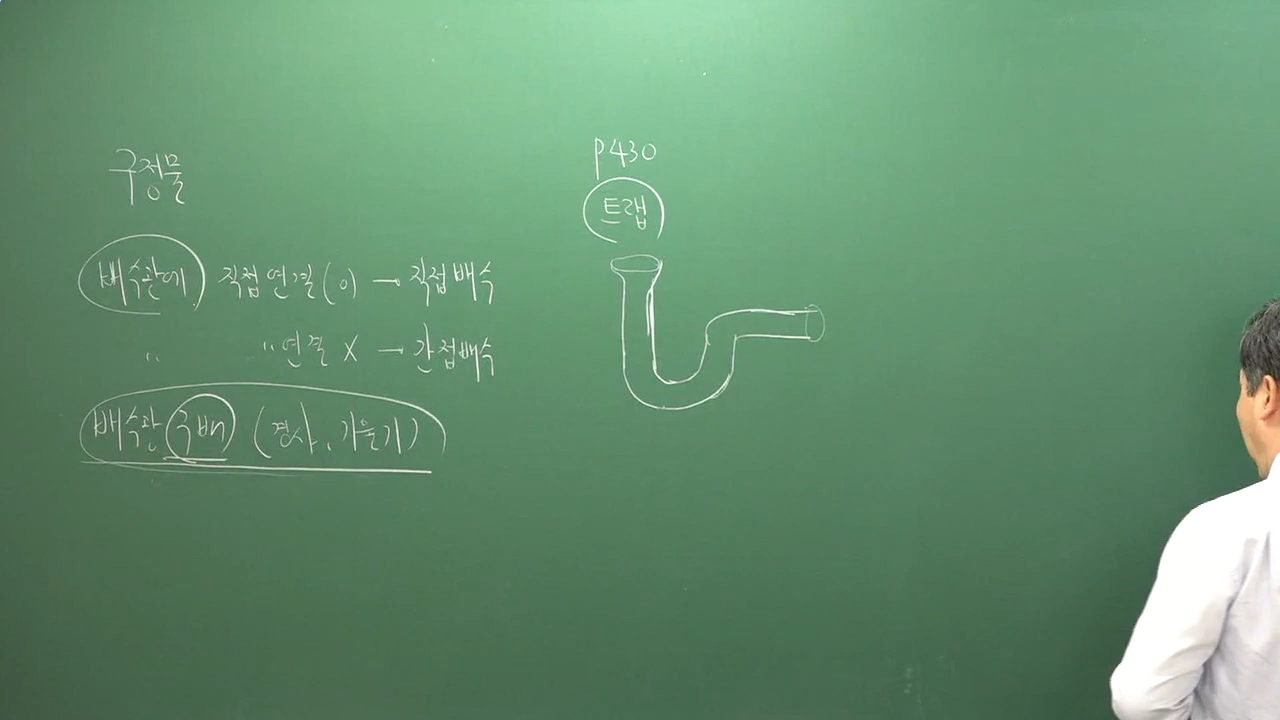 구정물
배수관에 직접연결(이) → 직접배수
〃 〃연결 X → 간접배수
배수관 구배 (경사, 기울기)
P430
트랩